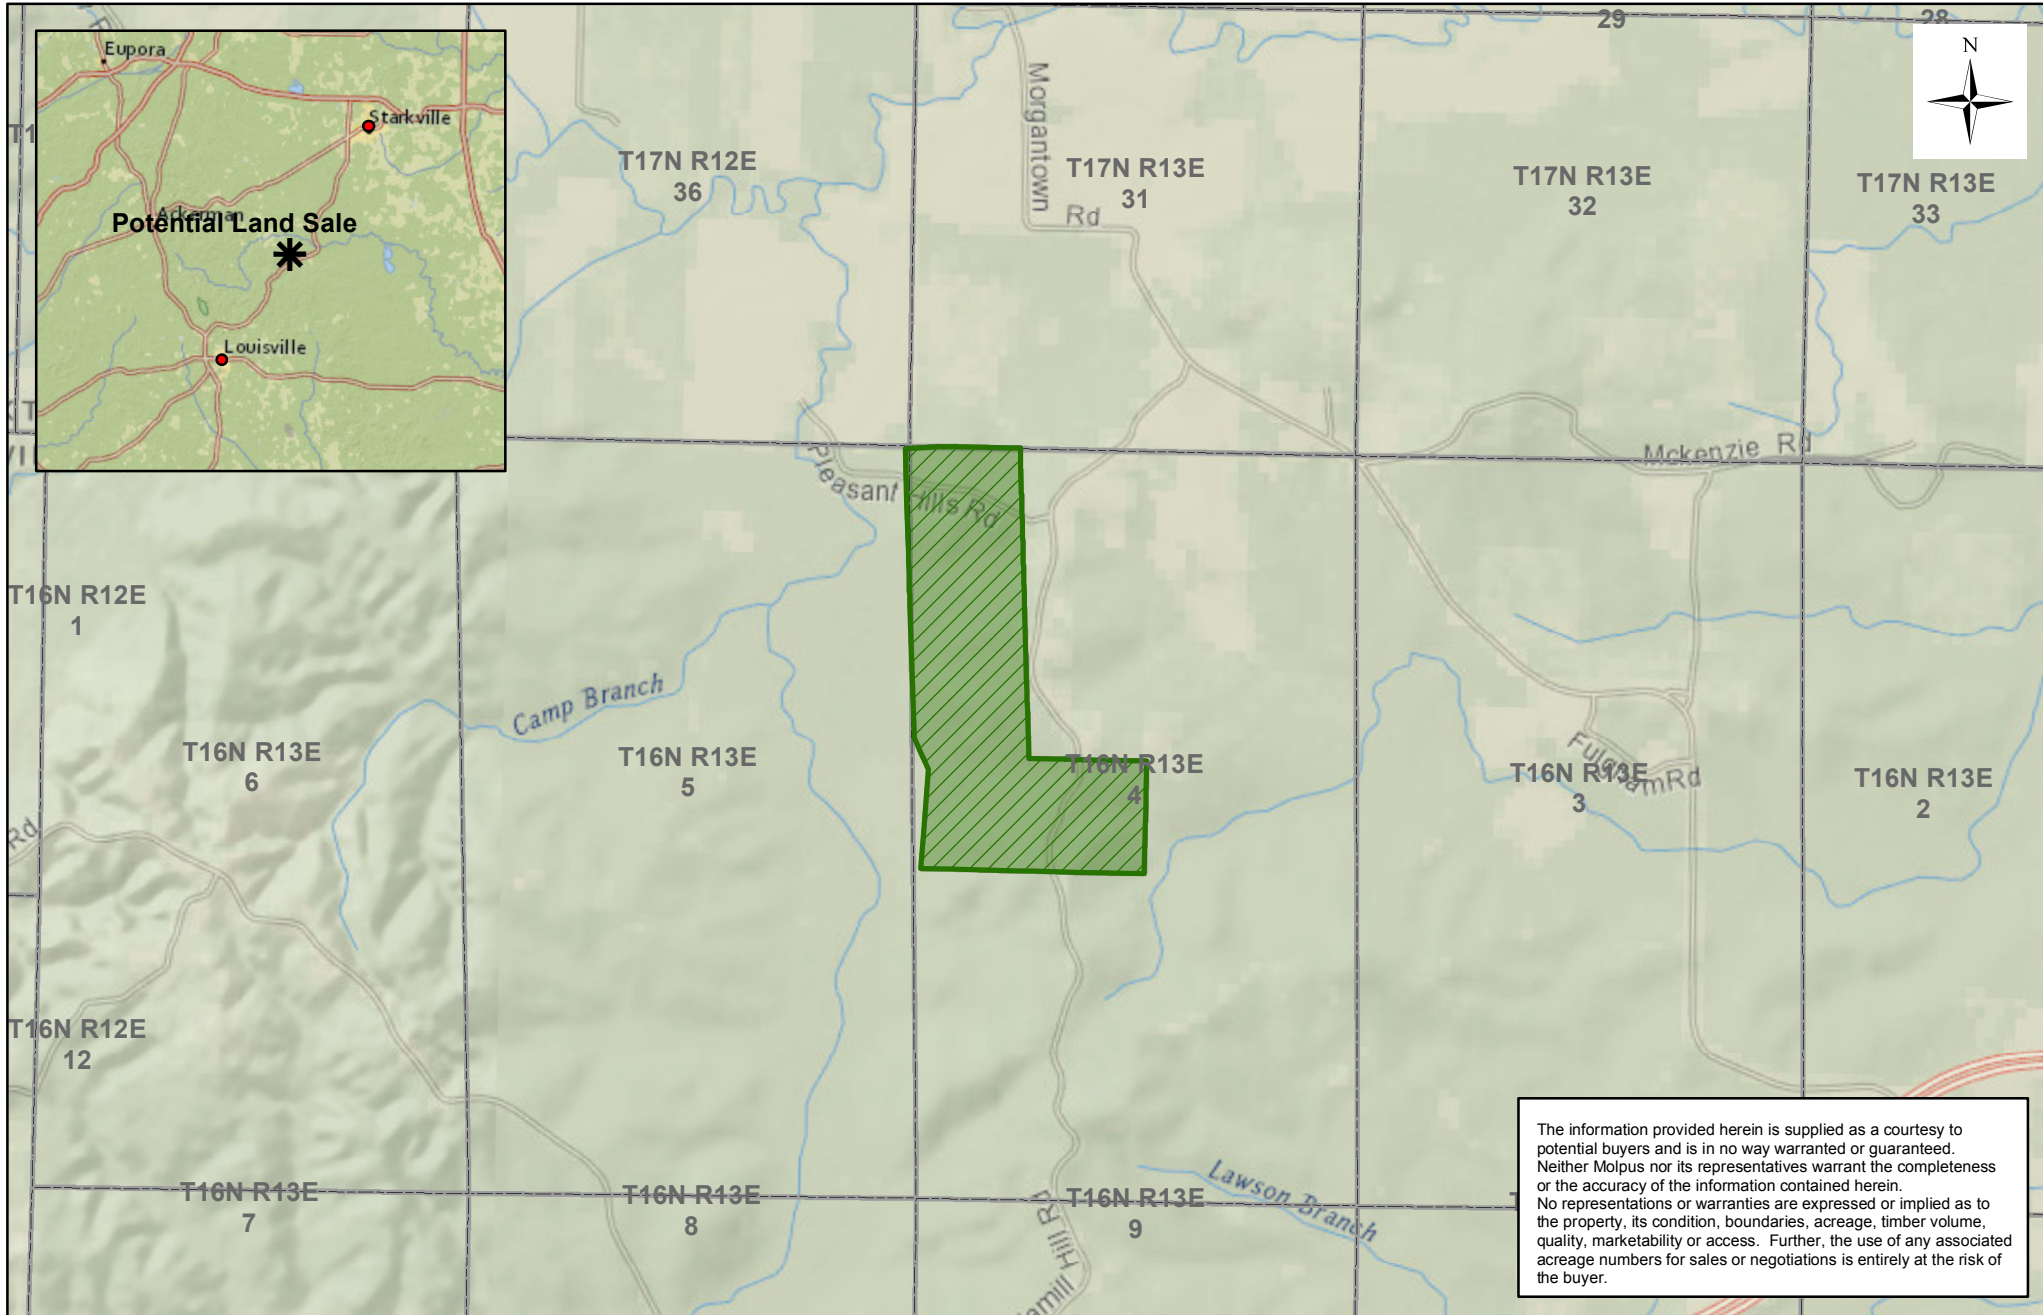 29
28
N
Eupora
Starkville
Ackerman
Potential Land Sale
Louisville
Morgantown
Rd
T17N R12E
36
T17N R13E
31
T17N R13E
32
T17N R13E
33
Mckenzie Rd
Pleasant Hills Rd
T16N R12E
1
Camp Branch
T16N R13E
6
T16N R13E
5
T16N R13E
4
T16N R13E
3
Fulgham Rd
T16N R13E
2
Rd
T16N R12E
12
T16N R13E
7
T16N R13E
8
T16N R13E
9
Lawson Branch
Hill Rd
The information provided herein is supplied as a courtesy to
potential buyers and is in no way warranted or guaranteed.
Neither Molpus nor its representatives warrant the completeness
or the accuracy of the information contained herein.
No representations or warranties are expressed or implied as to
the property, its condition, boundaries, acreage, timber volume,
quality, marketability or access.  Further, the use of any associated
acreage numbers for sales or negotiations is entirely at the risk of
the buyer.